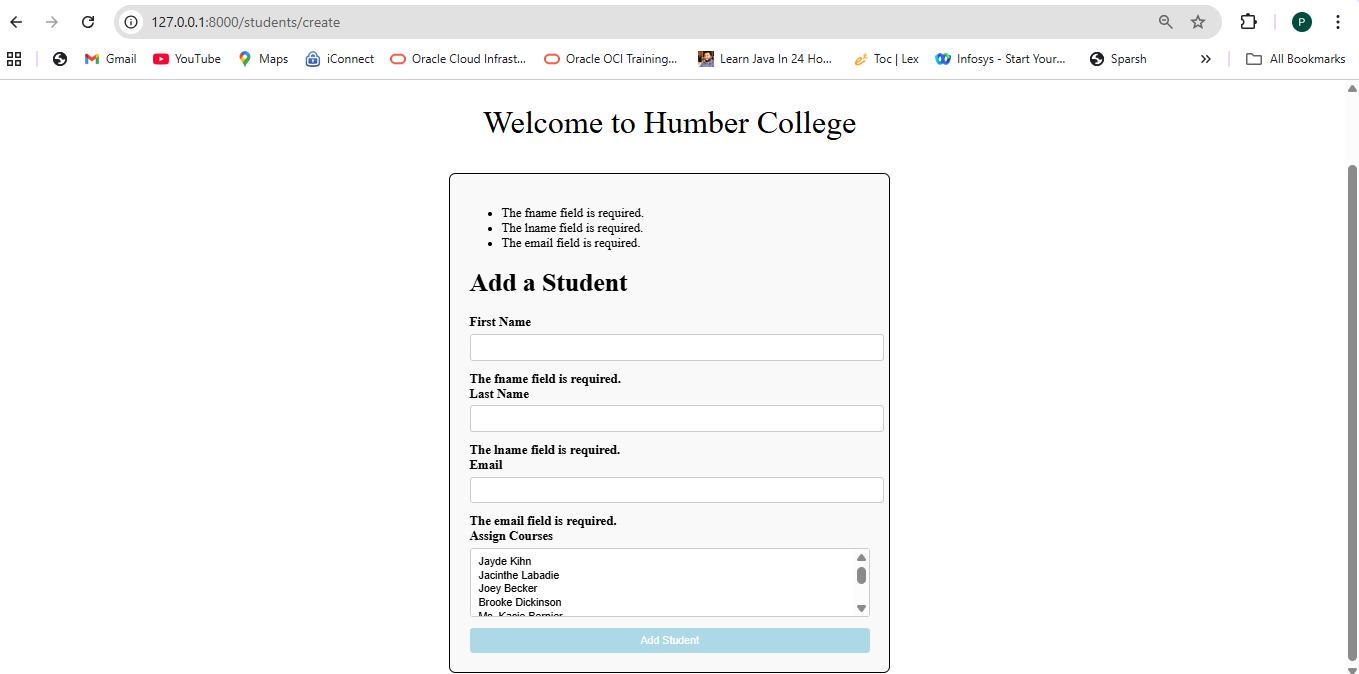 127.0.0.1:8000/students/create
P
Gmail YouTube Maps iConnect Oracle Cloud Infrast... Oracle OCI Training... Learn Java In 24 Ho... Toc | Lex Infosys - Start Your... Sparsh » All Bookmarks
Welcome to Humber College
• The fname field is required.
• The lname field is required.
• The email field is required.
Add a Student
First Name
The fname field is required.
Last Name
The lname field is required.
Email
The email field is required.
Assign Courses
Jayde Kihn
Jacinthe Labadie
Joey Becker
Brooke Dickinson
Ms. Kacie Bernier
Add Student